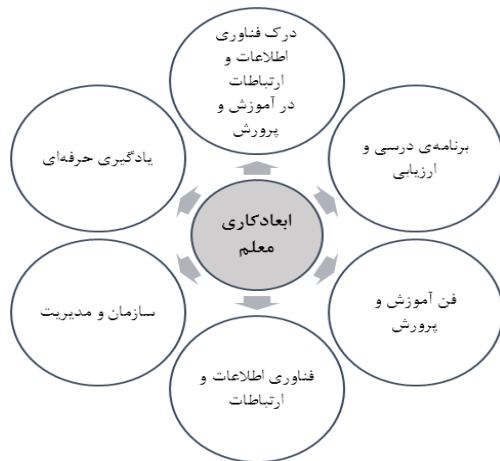 درک فناوری
اطلاعات و
ارتباطات
در آموزش و
پرورش
برنامه‌ی درسی و
ارزیابی
فن آموزش و
پرورش
فناوری اطلاعات و
ارتباطات
سازمان و مدیریت
یادگیری حرفه‌ای
ابعادکاری
معلم